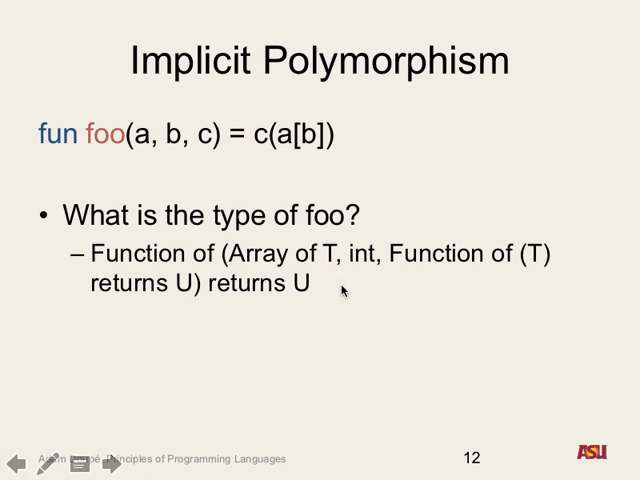 Implicit Polymorphism
fun foo(a, b, c) = c(a[b])
• What is the type of foo?
– Function of (Array of T, int, Function of (T)
returns U) returns U
Principles of Programming Languages
12
ASU